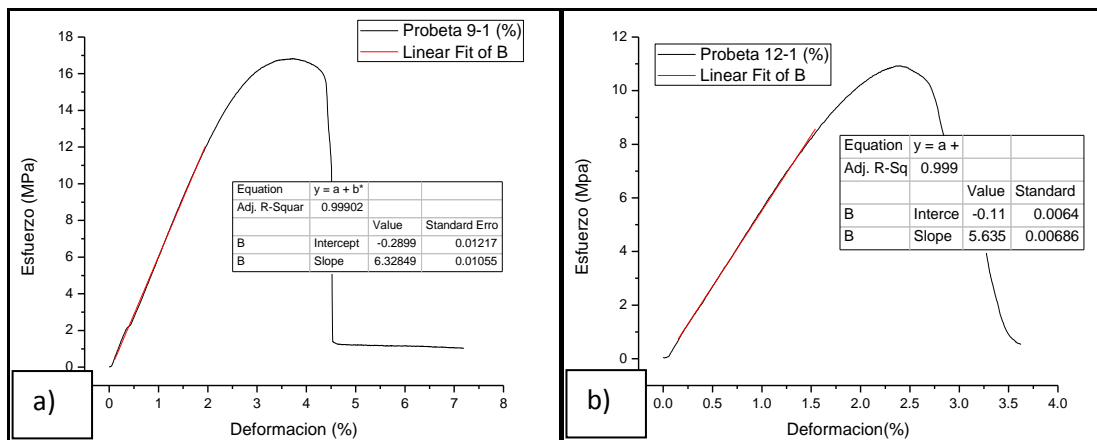 Probeta 9-1 (%)
Linear Fit of B
18
16
14
12
10
8
6
4
2
0
Esfuerzo (MPa)
Equation y = a + b*
Adj. R-Squar 0.99902
Value Standard Erro
B Intercept -0.2899 0.01217
B Slope 6.32849 0.01055
0 1 2 3 4 5 6 7 8
Deformacion (%)
a)
Probeta 12-1 (%)
Linear Fit of B
12
10
8
6
4
2
0
Esfuerzo (Mpa)
Equation y = a +
Adj. R-Sq 0.999
Value Standard
B Interce -0.11 0.0064
B Slope 5.635 0.00686
0.0 0.5 1.0 1.5 2.0 2.5 3.0 3.5 4.0
Deformacion(%)
b)